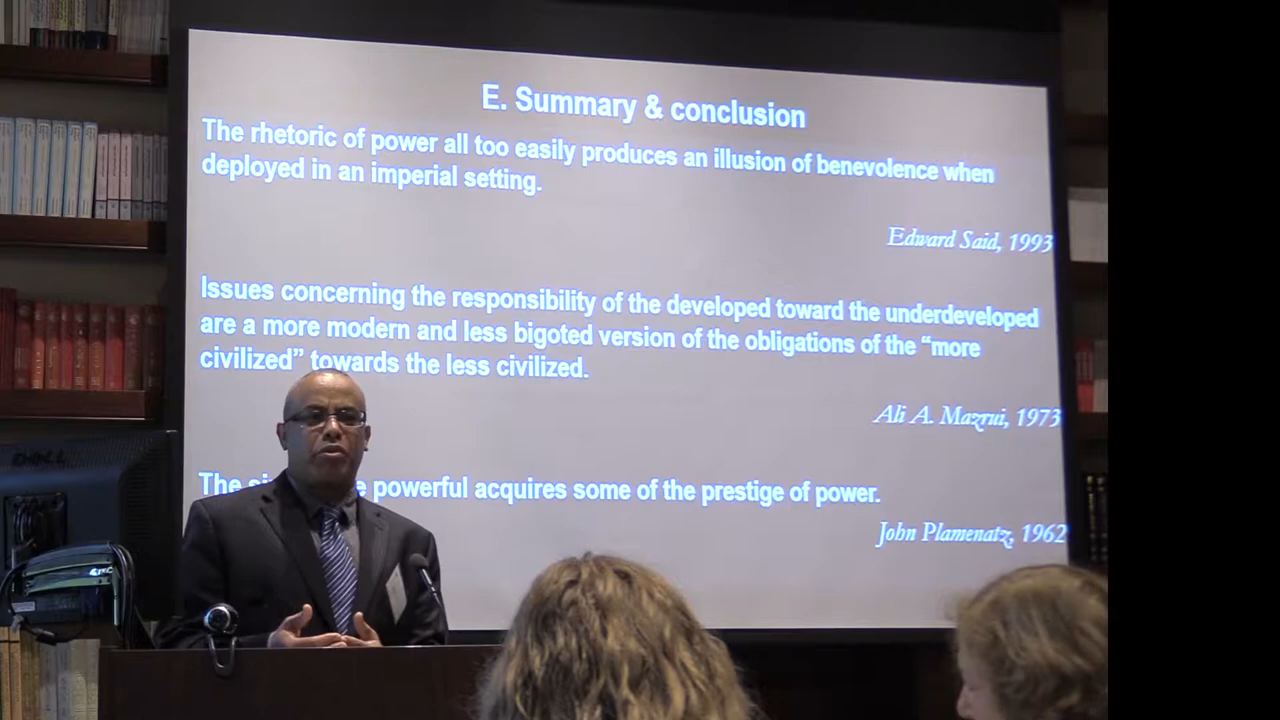 E. Summary & conclusion
The rhetoric of power all too easily produces an illusion of benevolence when
deployed in an imperial setting.
Edward Said, 1993
Issues concerning the responsibility of the developed toward the underdeveloped
are a more modern and less bigoted version of the obligations of the “more
civilized” towards the less civilized.
Ali A. Mazrui, 1973
The powerful acquires some of the prestige of power.
John Plamenatz, 1962
DELL